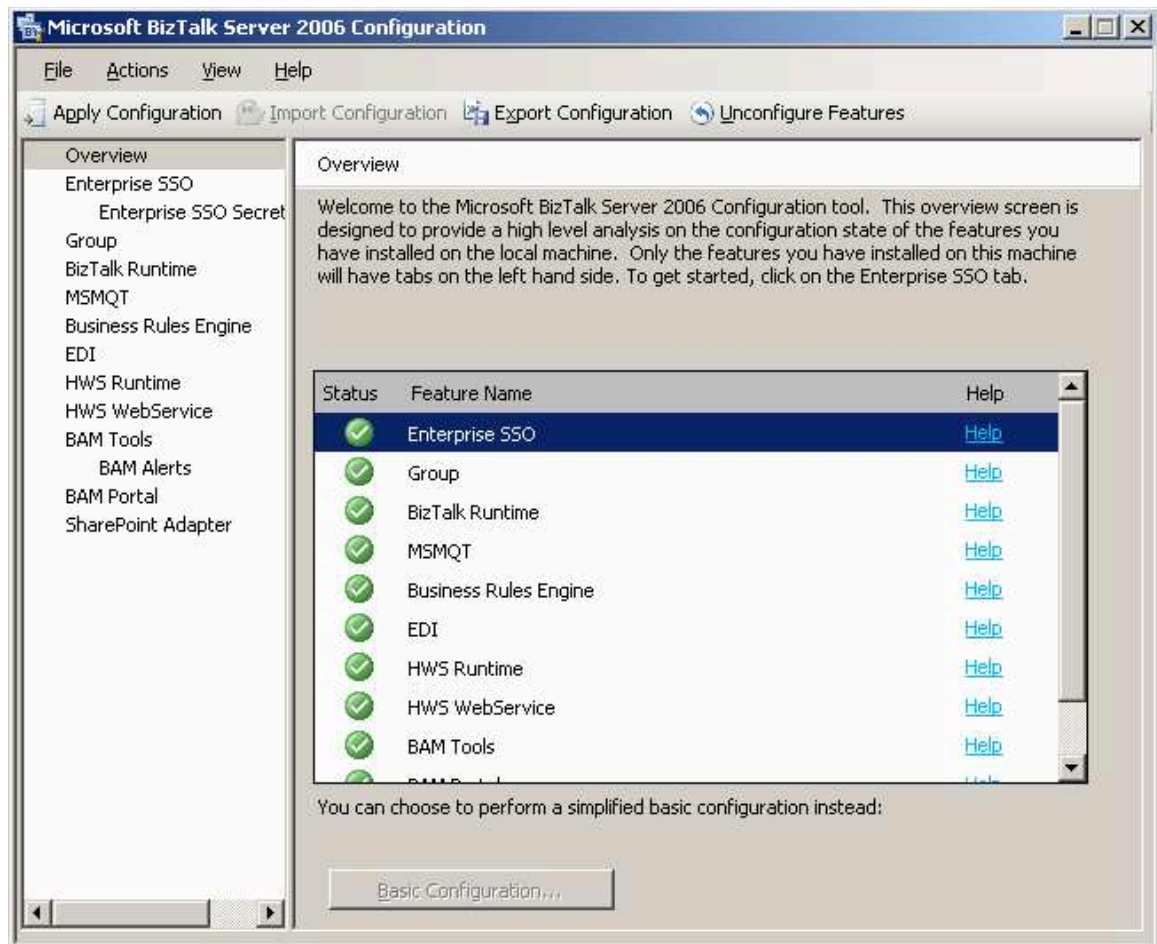 Microsoft BizTalk Server 2006 Configuration
File Actions View Help
Apply Configuration Import Configuration Export Configuration Unconfigure Features
Overview
Enterprise SSO
Enterprise SSO Secret
Group
BizTalk Runtime
MSMQT
Business Rules Engine
EDI
HWS Runtime
HWS WebService
BAM Tools
BAM Alerts
BAM Portal
SharePoint Adapter
Overview
Welcome to the Microsoft BizTalk Server 2006 Configuration tool. This overview screen is
designed to provide a high level analysis on the configuration state of the features you
have installed on the local machine. Only the features you have installed on this machine
will have tabs on the left hand side. To get started, click on the Enterprise SSO tab.
Status Feature Name Help
Enterprise SSO Help
Group Help
BizTalk Runtime Help
MSMQT Help
Business Rules Engine Help
EDI Help
HWS Runtime Help
HWS WebService Help
BAM Tools Help
You can choose to perform a simplified basic configuration instead:
Basic Configuration...